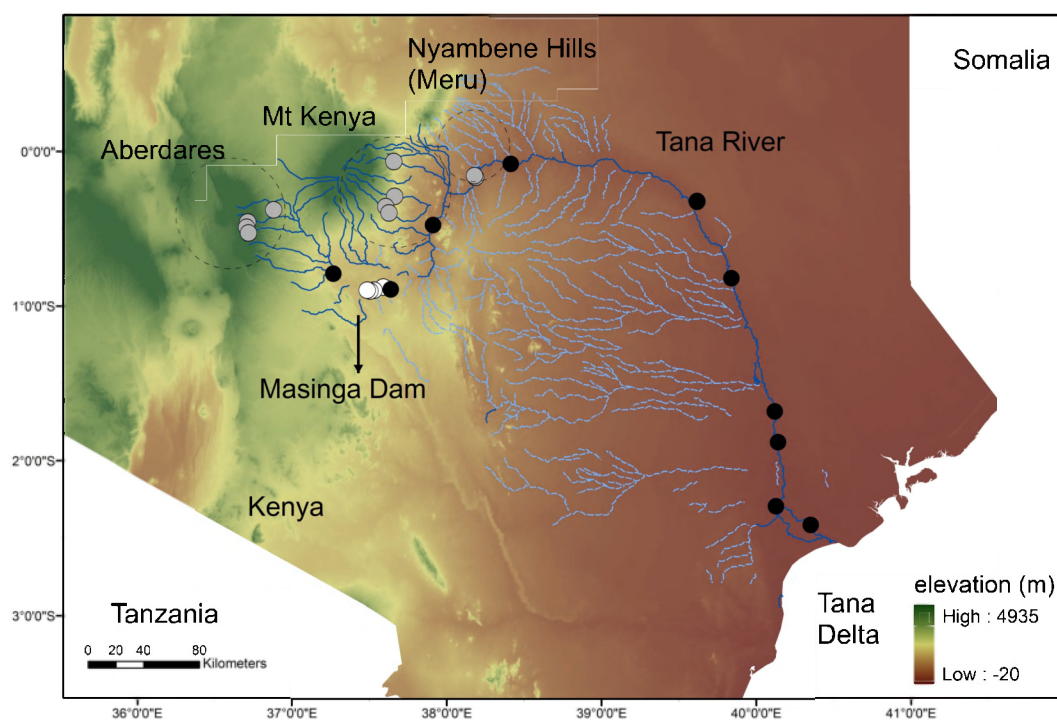 Nyambene Hills
(Meru)
Somalia
Mt Kenya
Aberdares
Tana River
0°0'0"
1°0'0"S
Masinga Dam
2°0'0"S
Kenya
elevation (m)
High : 4935
Low : -20
Tanzania
Tana
Delta
3°0'0"S
0 20 40 80
Kilometers
36°0'0"E
37°0'0"E
38°0'0"E
39°0'0"E
40°0'0"E
41°0'0"E